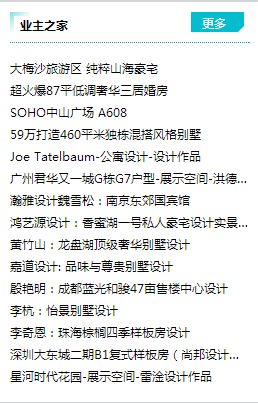 业主之家
更多
大梅沙旅游区 纯粹山海豪宅
超火爆87平低调奢华三居婚房
SOHO中山广场 A608
59万打造460平米独栋混搭风格别墅
Joe Tatelbaum-公寓设计-设计作品
广州君华又一城G栋G7户型-展示空间-洪德...
瀚雅设计魏雪松：南京东郊国宾馆
鸿艺源设计：香蜜湖一号私人豪宅设计实景...
黄竹山：龙盘湖顶级奢华别墅设计
嘉道设计: 品味与尊贵别墅设计
殷艳明：成都蓝光和骏47亩售楼中心设计
李杭：怡景别墅设计
李奇恩：珠海棕榈四季样板房设计
深圳大东城二期B1复式样板房（尚邦设计...
星河时代花园-展示空间-雷淦设计作品